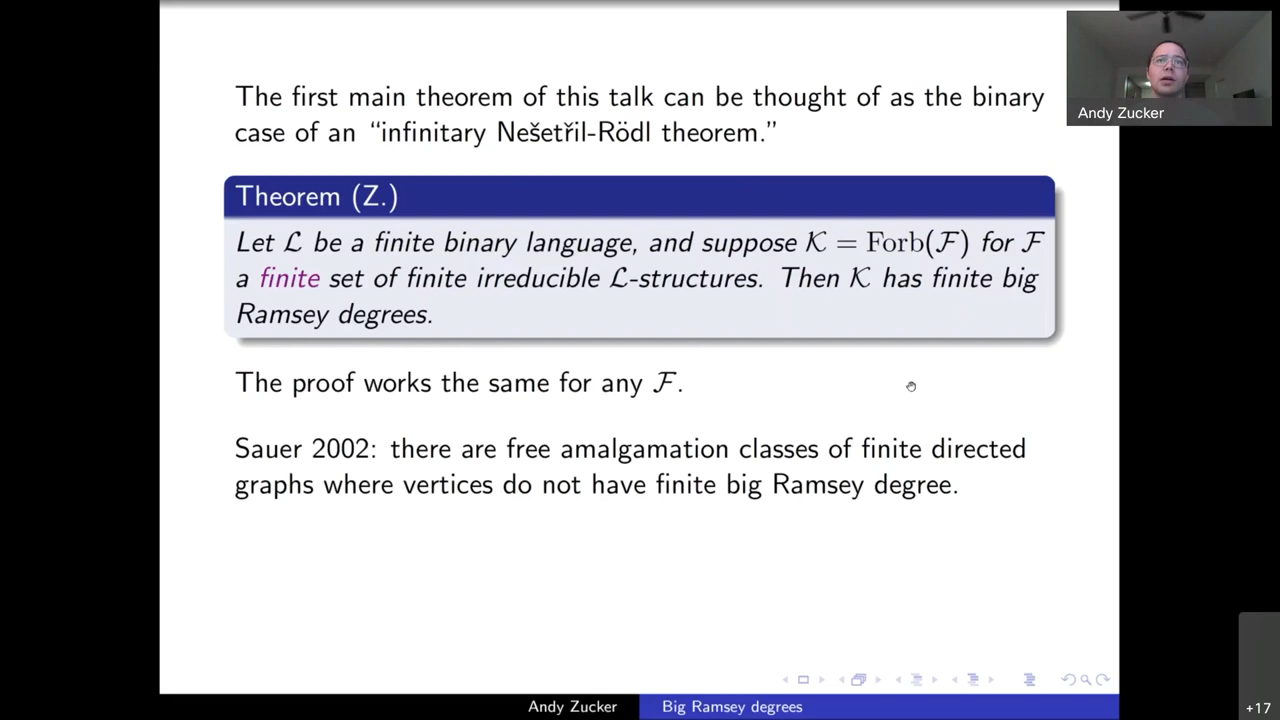 The first main theorem of this talk can be thought of as the binary
case of an “infinitary Nešetřil-Rödl theorem.”
Theorem (Z.)
Let ℒ be a finite binary language, and suppose 𝒦 = Forb(ℱ) for ℱ
a finite set of finite irreducible ℒ-structures. Then 𝒦 has finite big
Ramsey degrees.
The proof works the same for any ℱ.
Sauer 2002: there are free amalgamation classes of finite directed
graphs where vertices do not have finite big Ramsey degree.
Andy Zucker
Andy Zucker
Big Ramsey degrees
+17